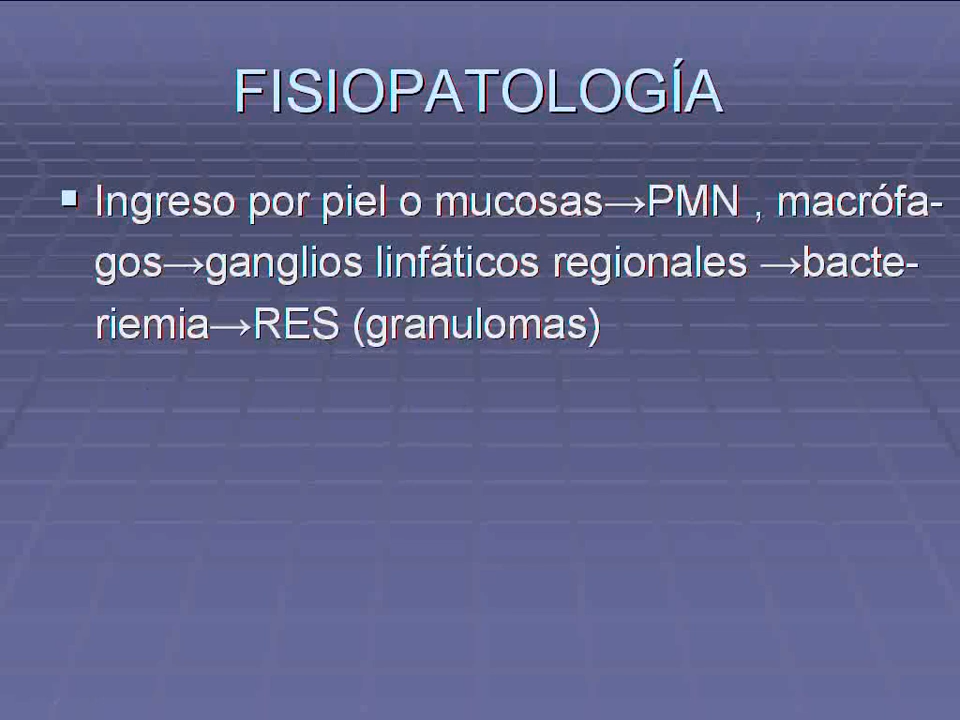 FISIOPATOLOGÍA
▪ Ingreso por piel o mucosas→PMN , macrófa-
gos→ganglios linfáticos regionales →bacte-
riemia→RES (granulomas)